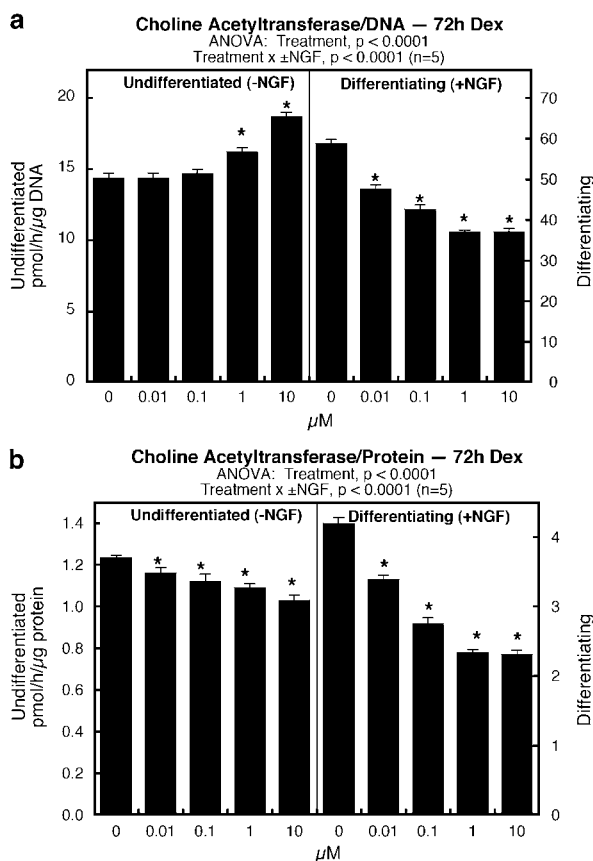 a
Choline Acetyltransferase/DNA — 72h Dex
ANOVA: Treatment, p < 0.0001
Treatment x ±NGF, p < 0.0001 (n=5)
Undifferentiated (-NGF)
Differentiating (+NGF)
Undifferentiated
pmol/h/µg DNA
20
15
10
5
0
* * * * * *
70
60
50
40
30
20
10
0
Differentiating
0 0.01 0.1 1 10 0 0.01 0.1 1 10
µM
b
Choline Acetyltransferase/Protein — 72h Dex
ANOVA: Treatment, p < 0.0001
Treatment x ±NGF, p < 0.0001 (n=5)
Undifferentiated (-NGF)
Differentiating (+NGF)
Undifferentiated
pmol/h/µg protein
1.4
1.2
1.0
0.8
0.6
0.4
0.2
0.0
* * * * * * * *
4
3
2
1
0
Differentiating
0 0.01 0.1 1 10 0 0.01 0.1 1 10
µM